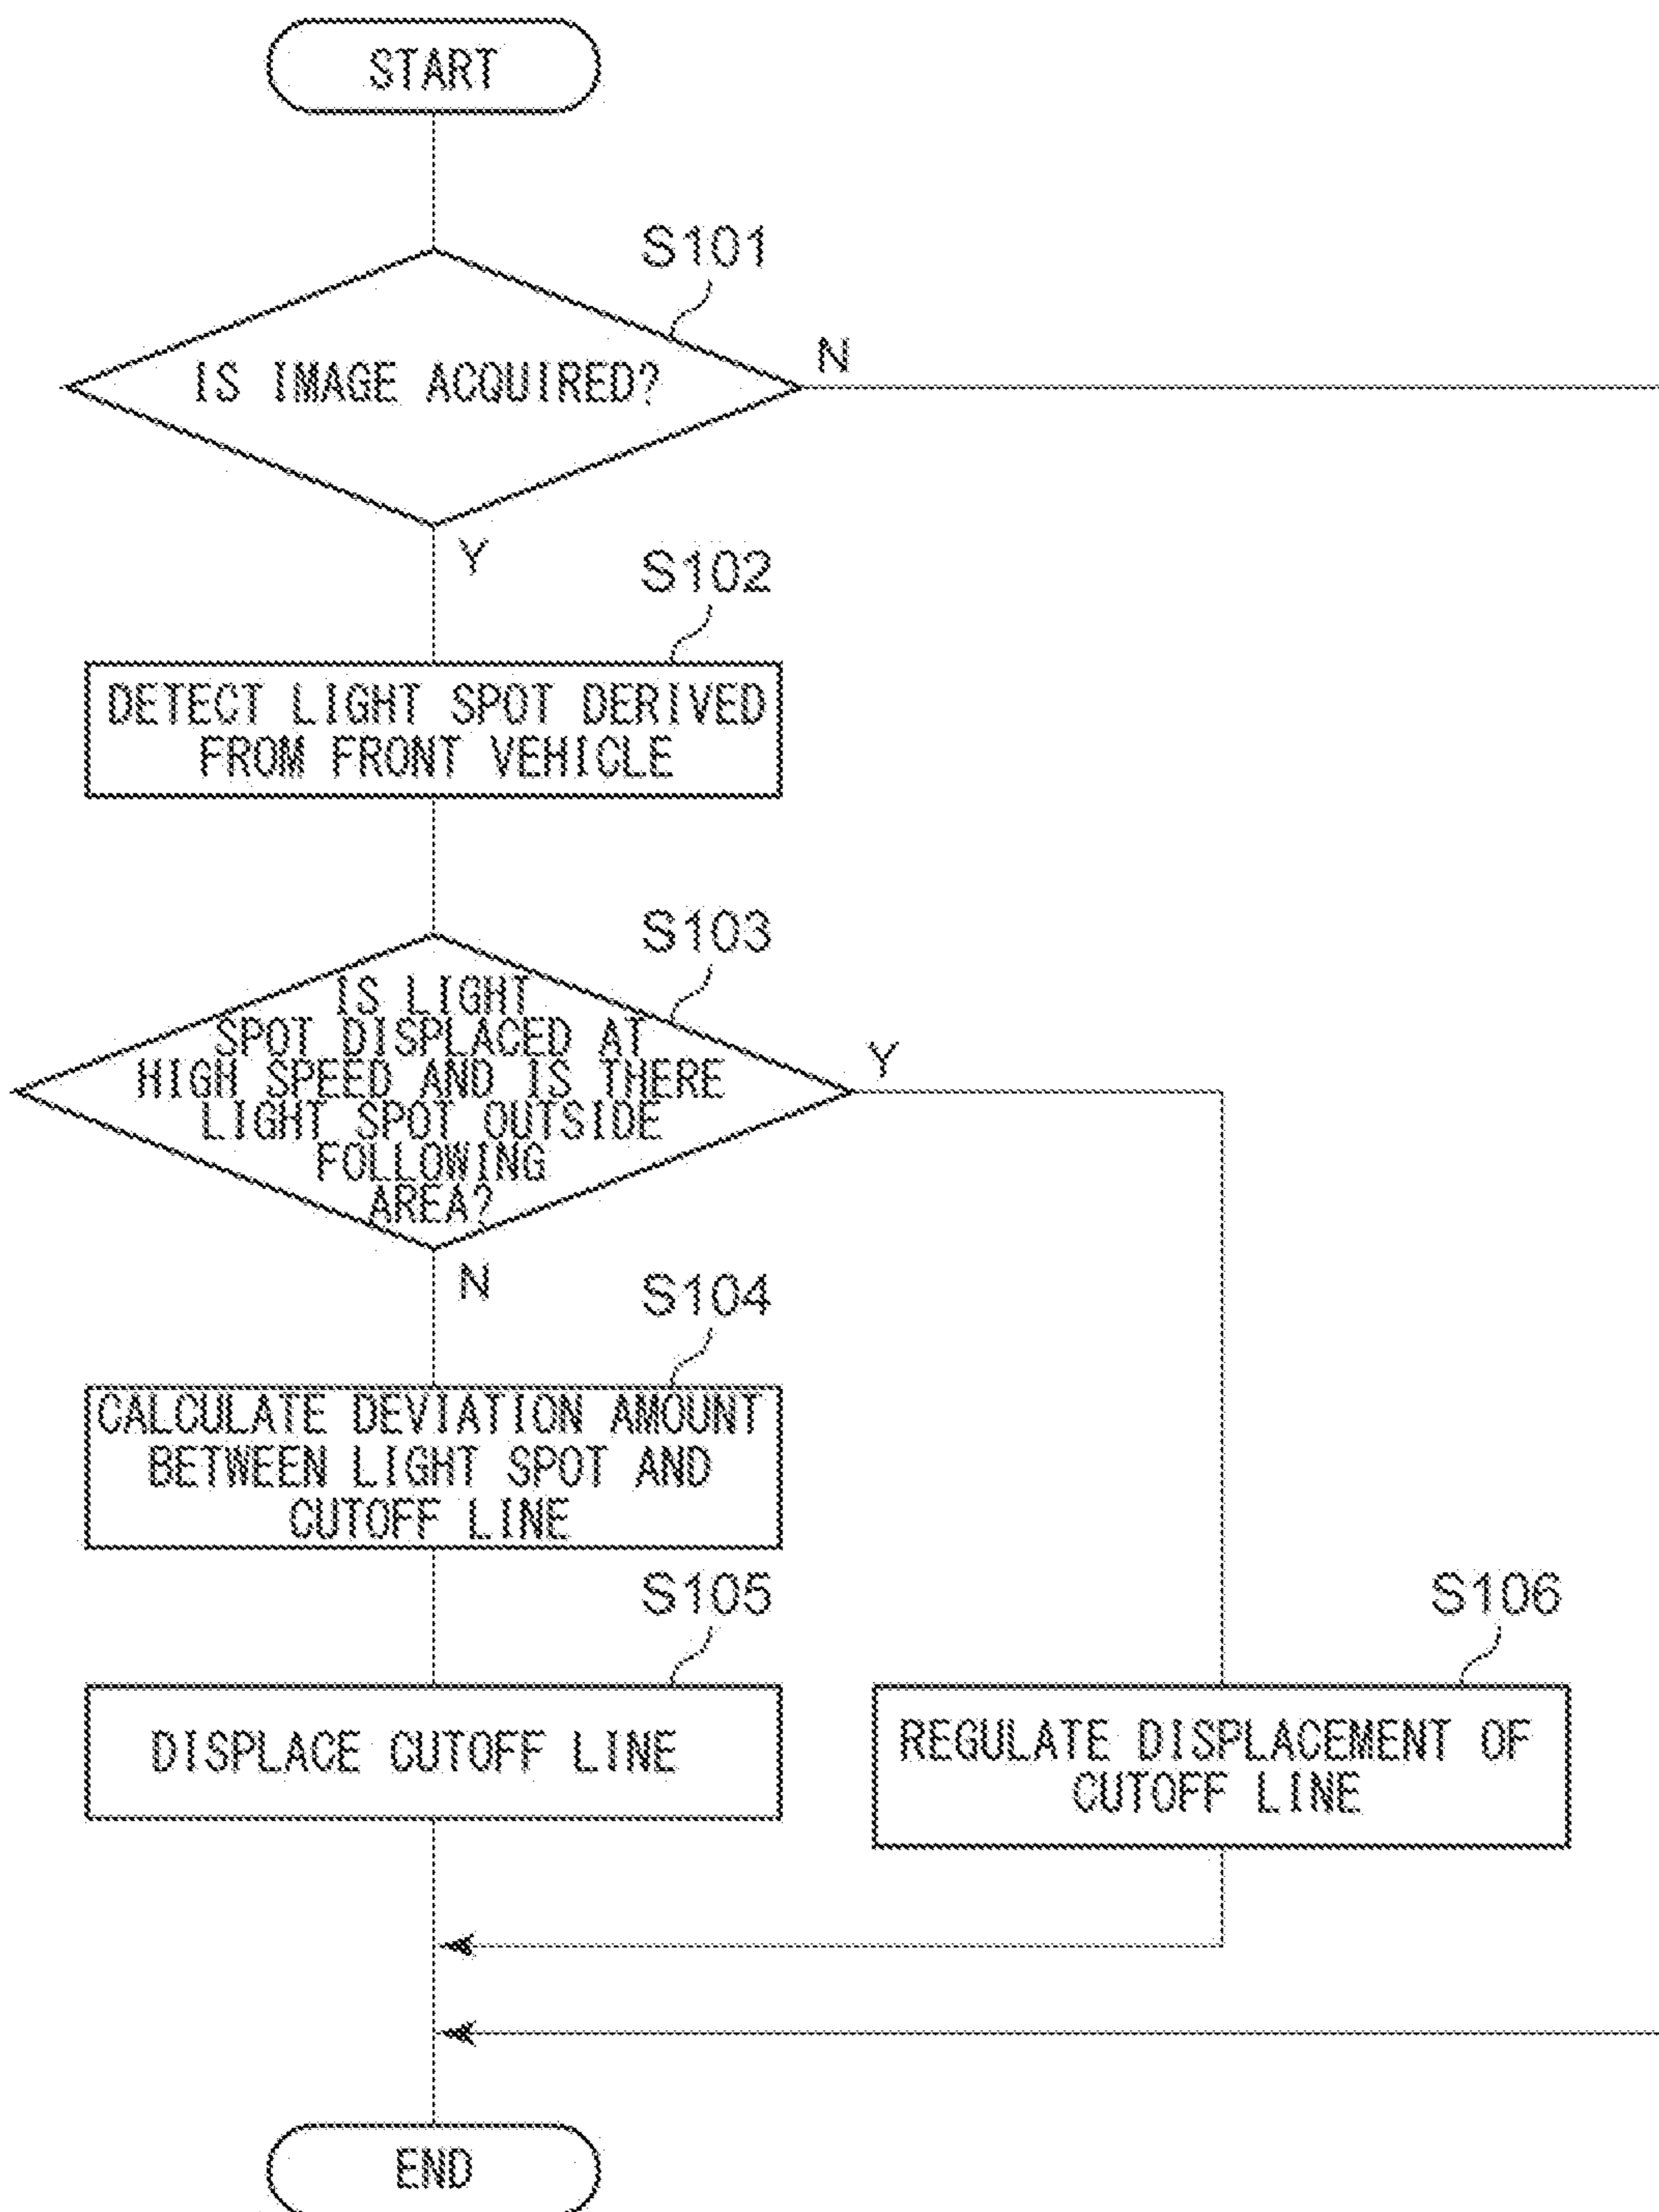 START
S101
IS IMAGE ACQUIRED?
N
Y
S102
DETECT LIGHT SPOT DERIVED
FROM FRONT VEHICLE
S103
IS LIGHT
SPOT DISPLACED AT
HIGH SPEED AND IS THERE
LIGHT SPOT OUTSIDE
FOLLOWING
AREA?
Y
N
S104
CALCULATE DEVIATION AMOUNT
BETWEEN LIGHT SPOT AND
CUTOFF LINE
S105
DISPLACE CUTOFF LINE
S106
REGULATE DISPLACEMENT OF
CUTOFF LINE
END